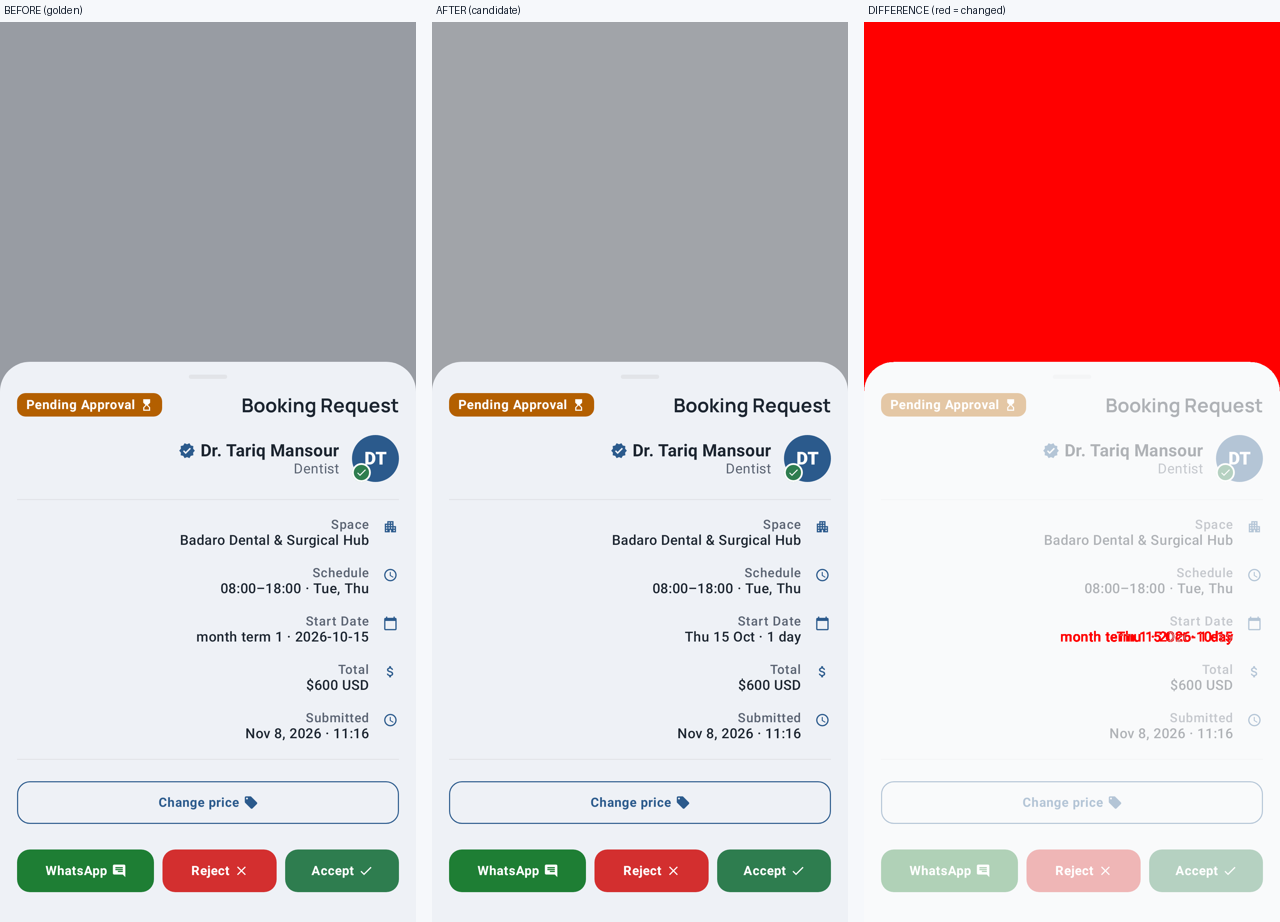 BEFORE (golden)
Pending Approval
Booking Request
Dr. Tariq Mansour
Dentist
DT
Space
Badaro Dental & Surgical Hub
Schedule
08:00–18:00 · Tue, Thu
Start Date
month term 1 · 2026-10-15
Total
$600 USD
Submitted
Nov 8, 2026 · 11:16
Change price
WhatsApp
Reject
Accept
AFTER (candidate)
Pending Approval
Booking Request
Dr. Tariq Mansour
Dentist
DT
Space
Badaro Dental & Surgical Hub
Schedule
08:00–18:00 · Tue, Thu
Start Date
Thu 15 Oct · 1 day
Total
$600 USD
Submitted
Nov 8, 2026 · 11:16
Change price
WhatsApp
Reject
Accept
DIFFERENCE (red = changed)
Pending Approval
Booking Request
Dr. Tariq Mansour
Dentist
DT
Space
Badaro Dental & Surgical Hub
Schedule
08:00–18:00 · Tue, Thu
Start Date
month
Total
$600 USD
Submitted
Nov 8, 2026 · 11:16
Change price
WhatsApp
Reject
Accept